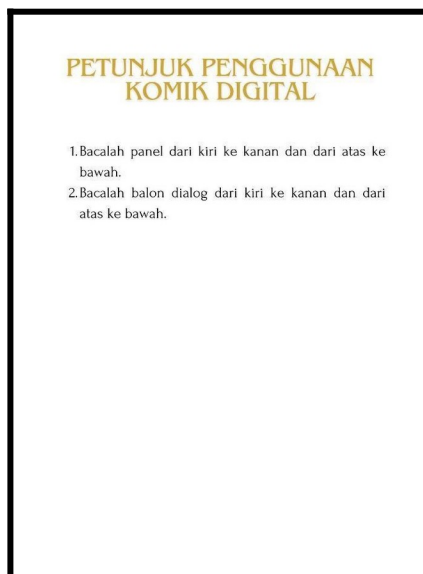 PETUNJUK PENGGUNAAN
KOMIK DIGITAL
1. Bacalah panel dari kiri ke kanan dan dari atas ke
bawah.
2. Bacalah balon dialog dari kiri ke kanan dan dari
atas ke bawah.